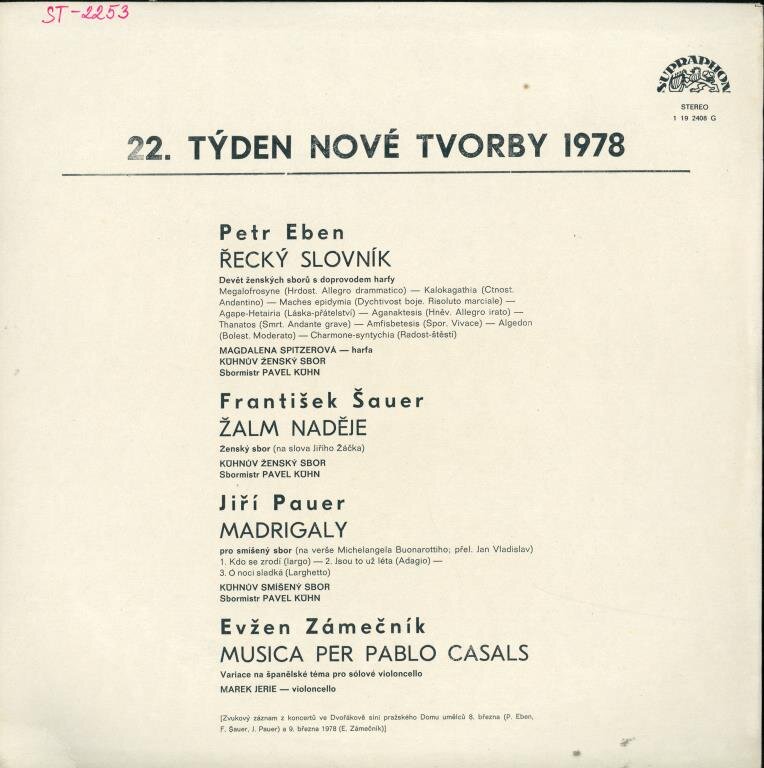 ST-2253
SUPRAPHON
STEREO
1 19 2408 G
22. TÝDEN NOVÉ TVORBY 1978
Petr Eben
ŘECKÝ SLOVNÍK
Devět ženských sborů s doprovodem harfy
Megalofrosyne (Hrdost. Allegro drammatico) — Kalokagathia (Ctnost.
Andantino) — Maches epidymia (Dychtivost boje. Risoluto marciale) —
Agape-Hetairia (Láska-přátelství) — Aganaktesis (Hněv. Allegro irato) —
Thanatos (Smrt. Andante grave) — Amfisbetesis (Spor. Vivace) — Algedon
(Bolest. Moderato) — Charmone-syntychia (Radost-štěstí)
MAGDALENA SPITZEROVÁ — harfa
KÜHNŮV ŽENSKÝ SBOR
Sbormistr PAVEL KÜHN
František Šauer
ŽALM NADĚJE
Ženský sbor (na slova Jiřího Žáčka)
KÜHNŮV ŽENSKÝ SBOR
Sbormistr PAVEL KÜHN
Jiří Pauer
MADRIGALY
pro smíšený sbor (na verše Michelangela Buonarottiho; přel. Jan Vladislav)
1. Kdo se zrodí (largo) — 2. Jsou to už léta (Adagio) —
3. Ó noci sladká (Larghetto)
KÜHNŮV SMÍŠENÝ SBOR
Sbormistr PAVEL KÜHN
Evžen Zámečník
MUSICA PER PABLO CASALS
Variace na španělské téma pro sólové violoncello
MAREK JERIE — violoncello
[Zvukový záznam z koncertů ve Dvořákově síni pražského Domu umělců 8. března (P. Eben,
F. Šauer, J. Pauer) a 9. března 1978 (E. Zámečník)]